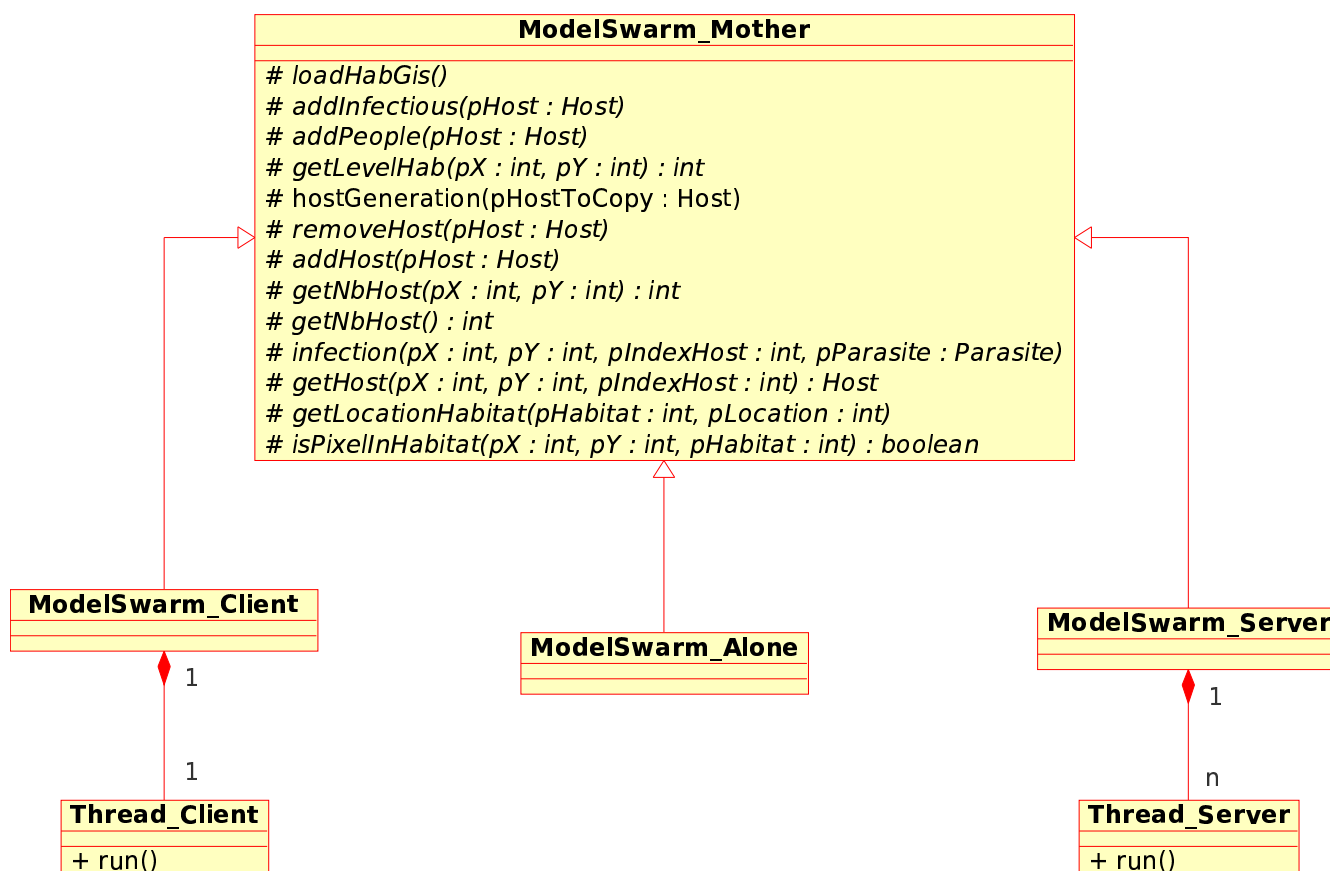 ModelSwarm_Mother
# loadHabGis()
# addInfectious(pHost : Host)
# addPeople(pHost : Host)
# getLevelHab(pX : int, pY : int) : int
# hostGeneration(pHostToCopy : Host)
# removeHost(pHost : Host)
# addHost(pHost : Host)
# getNbHost(pX : int, pY : int) : int
# getNbHost() : int
# infection(pX : int, pY : int, pIndexHost : int, pParasite : Parasite)
# getHost(pX : int, pY : int, pIndexHost : int) : Host
# getLocationHabitat(pHabitat : int, pLocation : int)
# isPixelInHabitat(pX : int, pY : int, pHabitat : int) : boolean
ModelSwarm_Client
ModelSwarm_Alone
ModelSwarm_Server
1
1
1
n
Thread_Client
+ run()
Thread_Server
+ run()